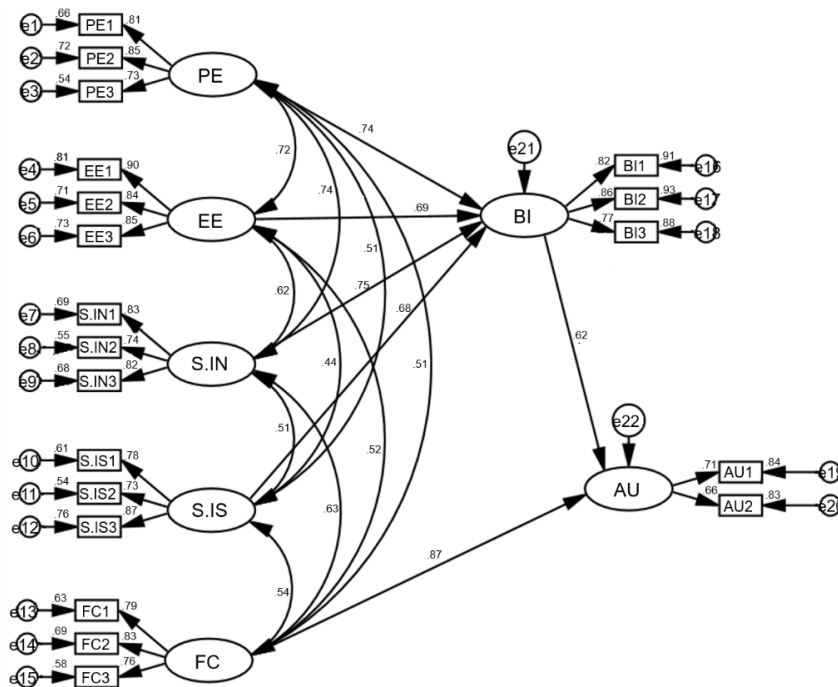 e1 .66 PE1 .81
e2 .72 PE2 .85
e3 .54 PE3 .73
PE
e4 .81 EE1 .90
e5 .71 EE2 .84
e6 .73 EE3 .85
EE
e7 .69 S.IN1 .83
e8 .55 S.IN2 .74
e9 .68 S.IN3 .82
S.IN
e10 .61 S.IS1 .78
e11 .54 S.IS2 .73
e12 .76 S.IS3 .87
S.IS
e13 .63 FC1 .79
e14 .69 FC2 .83
e15 .58 FC3 .76
FC
.72
.74
.51
.62
.44
.51
.51
.52
.63
.54
.74
.69
.75
.68
.87
e21
BI
.82 BI1 .91 e16
.86 BI2 .93 e17
.77 BI3 .88 e18
.62
e22
AU
.71 AU1 .84
.66 AU2 .83